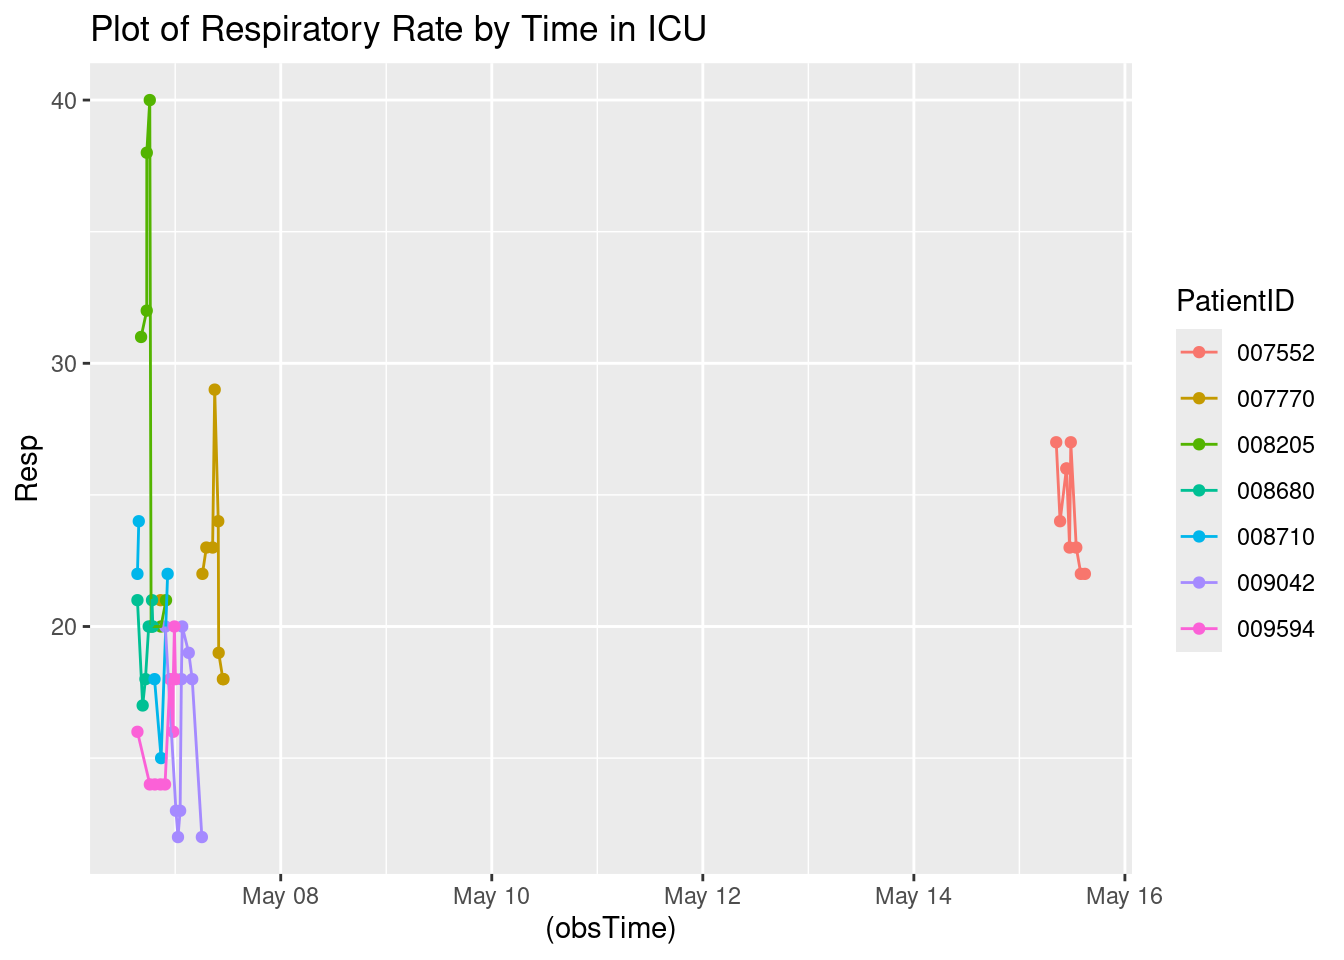 Plot of Respiratory Rate by Time in ICU
40
30
20
Resp
May 08
May 10
May 12
May 14
May 16
(obsTime)
PatientID
007552
007770
008205
008680
008710
009042
009594